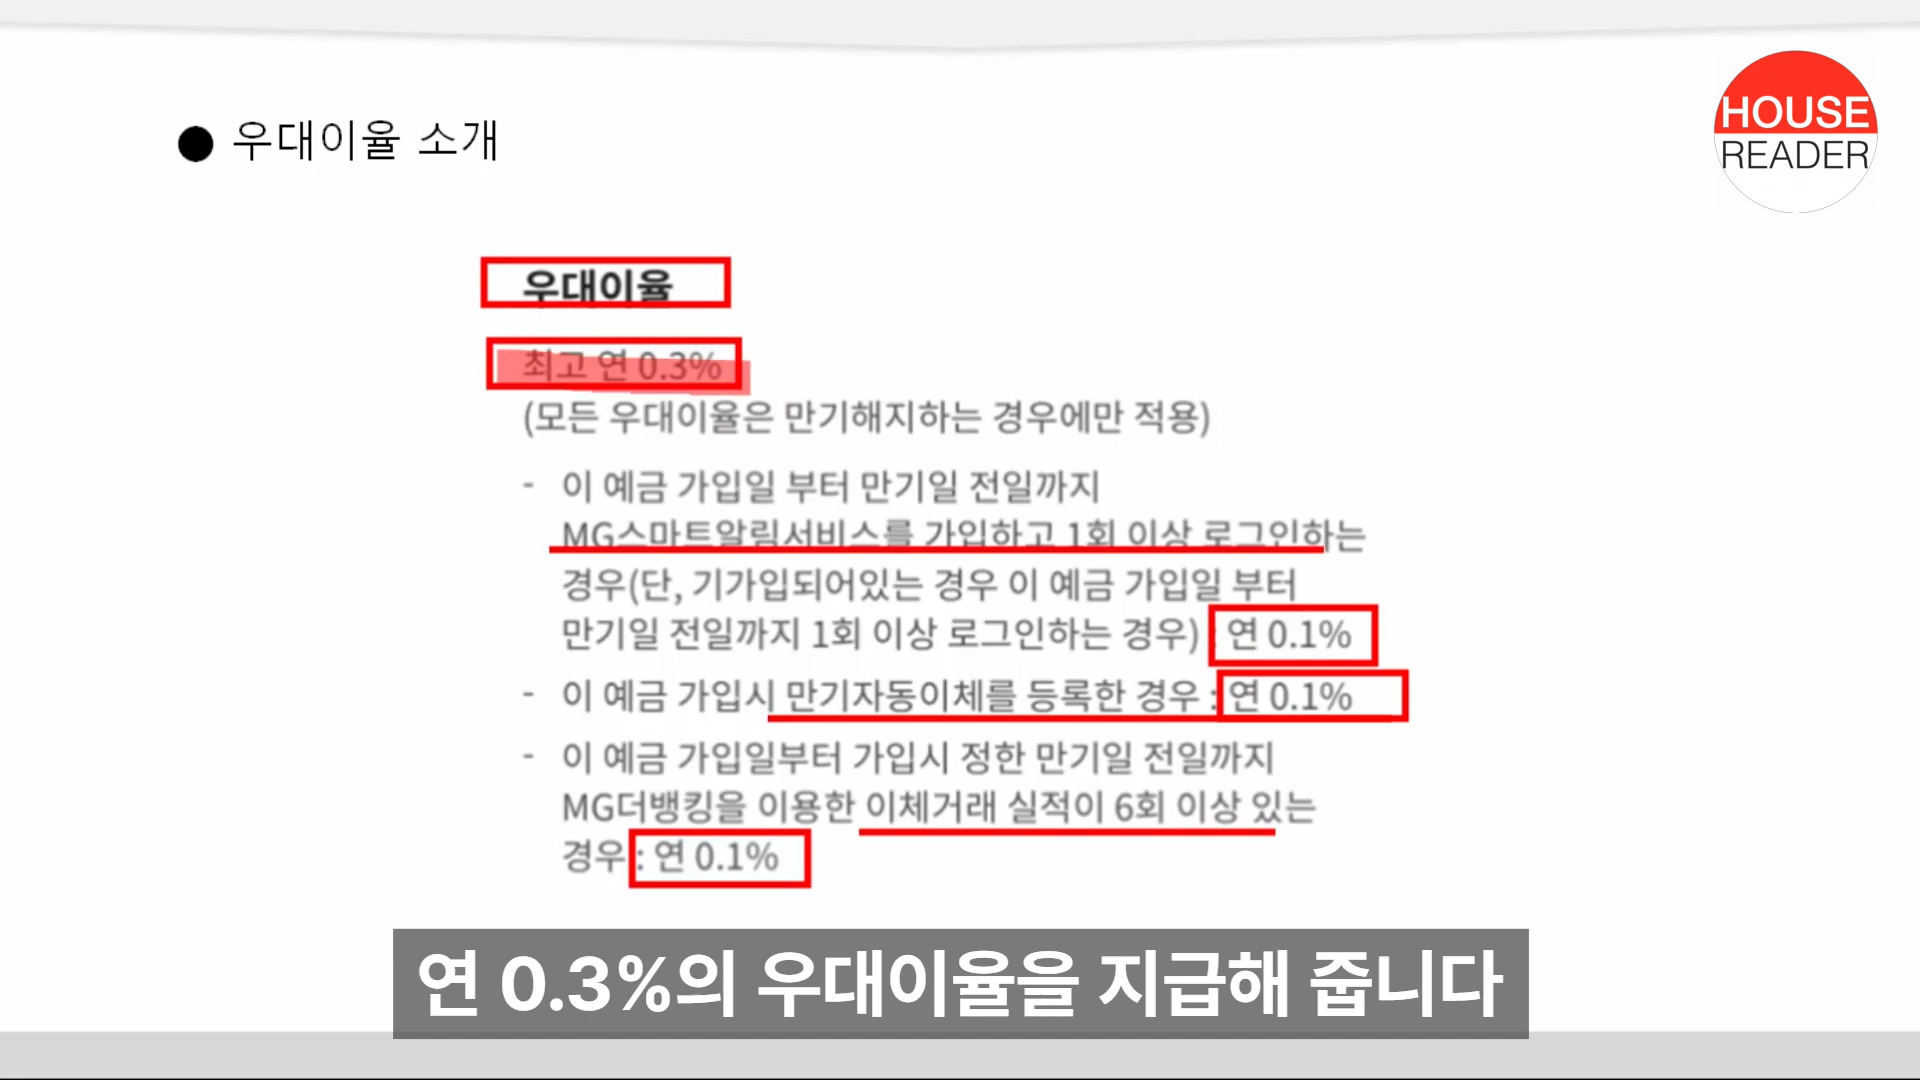 HOUSE
READER
● 우대이율 소개
우대이율
최고 연 0.3%
(모든 우대이율은 만기해지하는 경우에만 적용)
- 이 예금 가입일 부터 만기일 전일까지
MG스마트알림서비스를 가입하고 1회 이상 로그인하는
경우(단, 기가입되어있는 경우 이 예금 가입일 부터
만기일 전일까지 1회 이상 로그인하는 경우) : 연 0.1%
- 이 예금 가입시 만기자동이체를 등록한 경우 : 연 0.1%
- 이 예금 가입일부터 가입시 정한 만기일 전일까지
MG더뱅킹을 이용한 이체거래 실적이 6회 이상 있는
경우 : 연 0.1%
연 0.3%의 우대이율을 지급해 줍니다